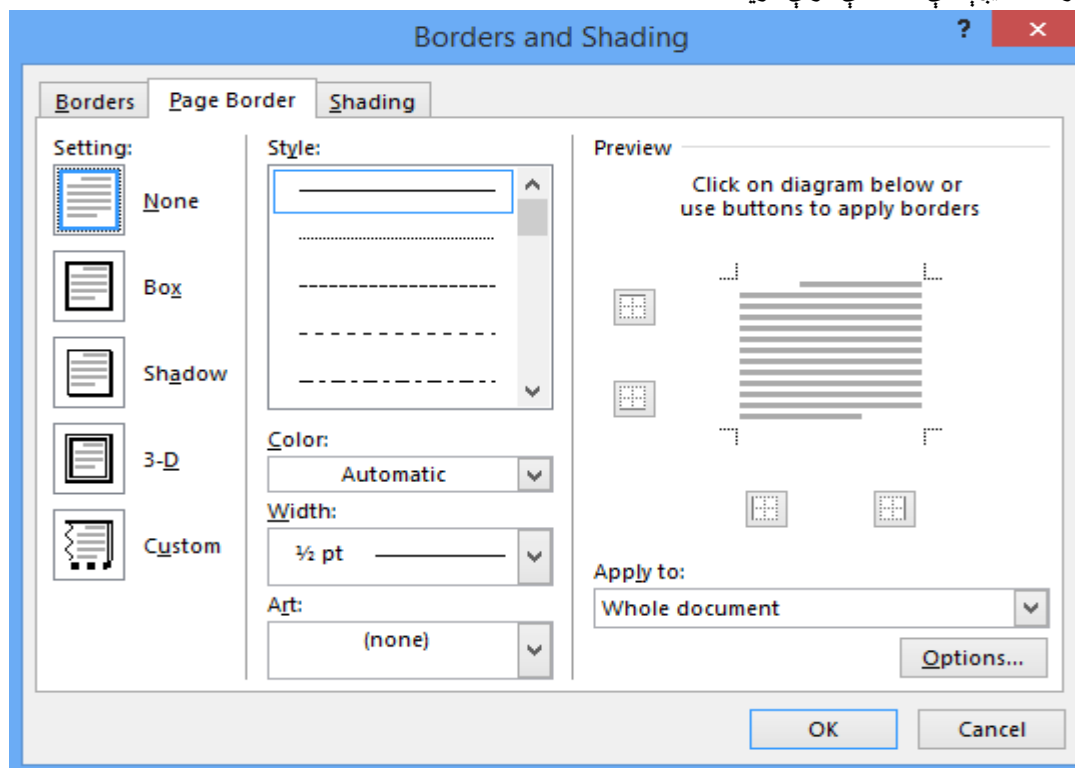 Borders and Shading
?
Borders Page Border Shading
Setting:
None
Box
Shadow
3-D
Custom
Style:
Color:
Automatic
Width:
½ pt
Art:
(none)
Preview
Click on diagram below or
use buttons to apply borders
Apply to:
Whole document
Options...
OK Cancel